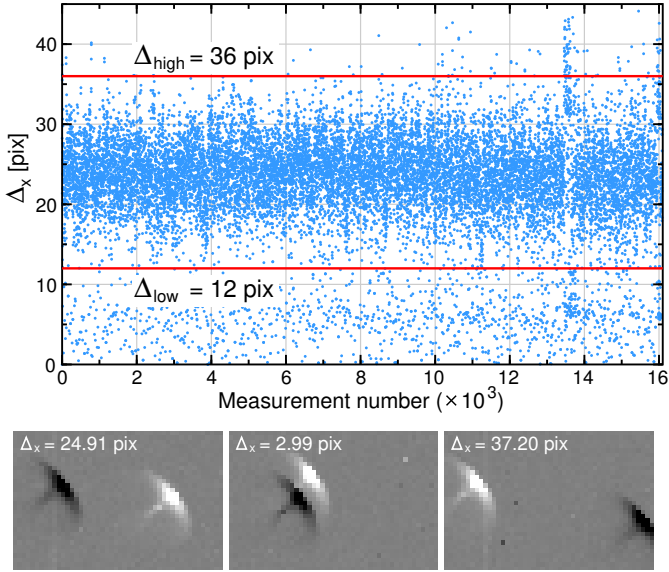 40
Δhigh = 36 pix
30
Δx [pix]
20
10
Δlow = 12 pix
0
0 2 4 6 8 10 12 14 16
Measurement number (×10³)
Δx = 24.91 pix Δx = 2.99 pix Δx = 37.20 pix